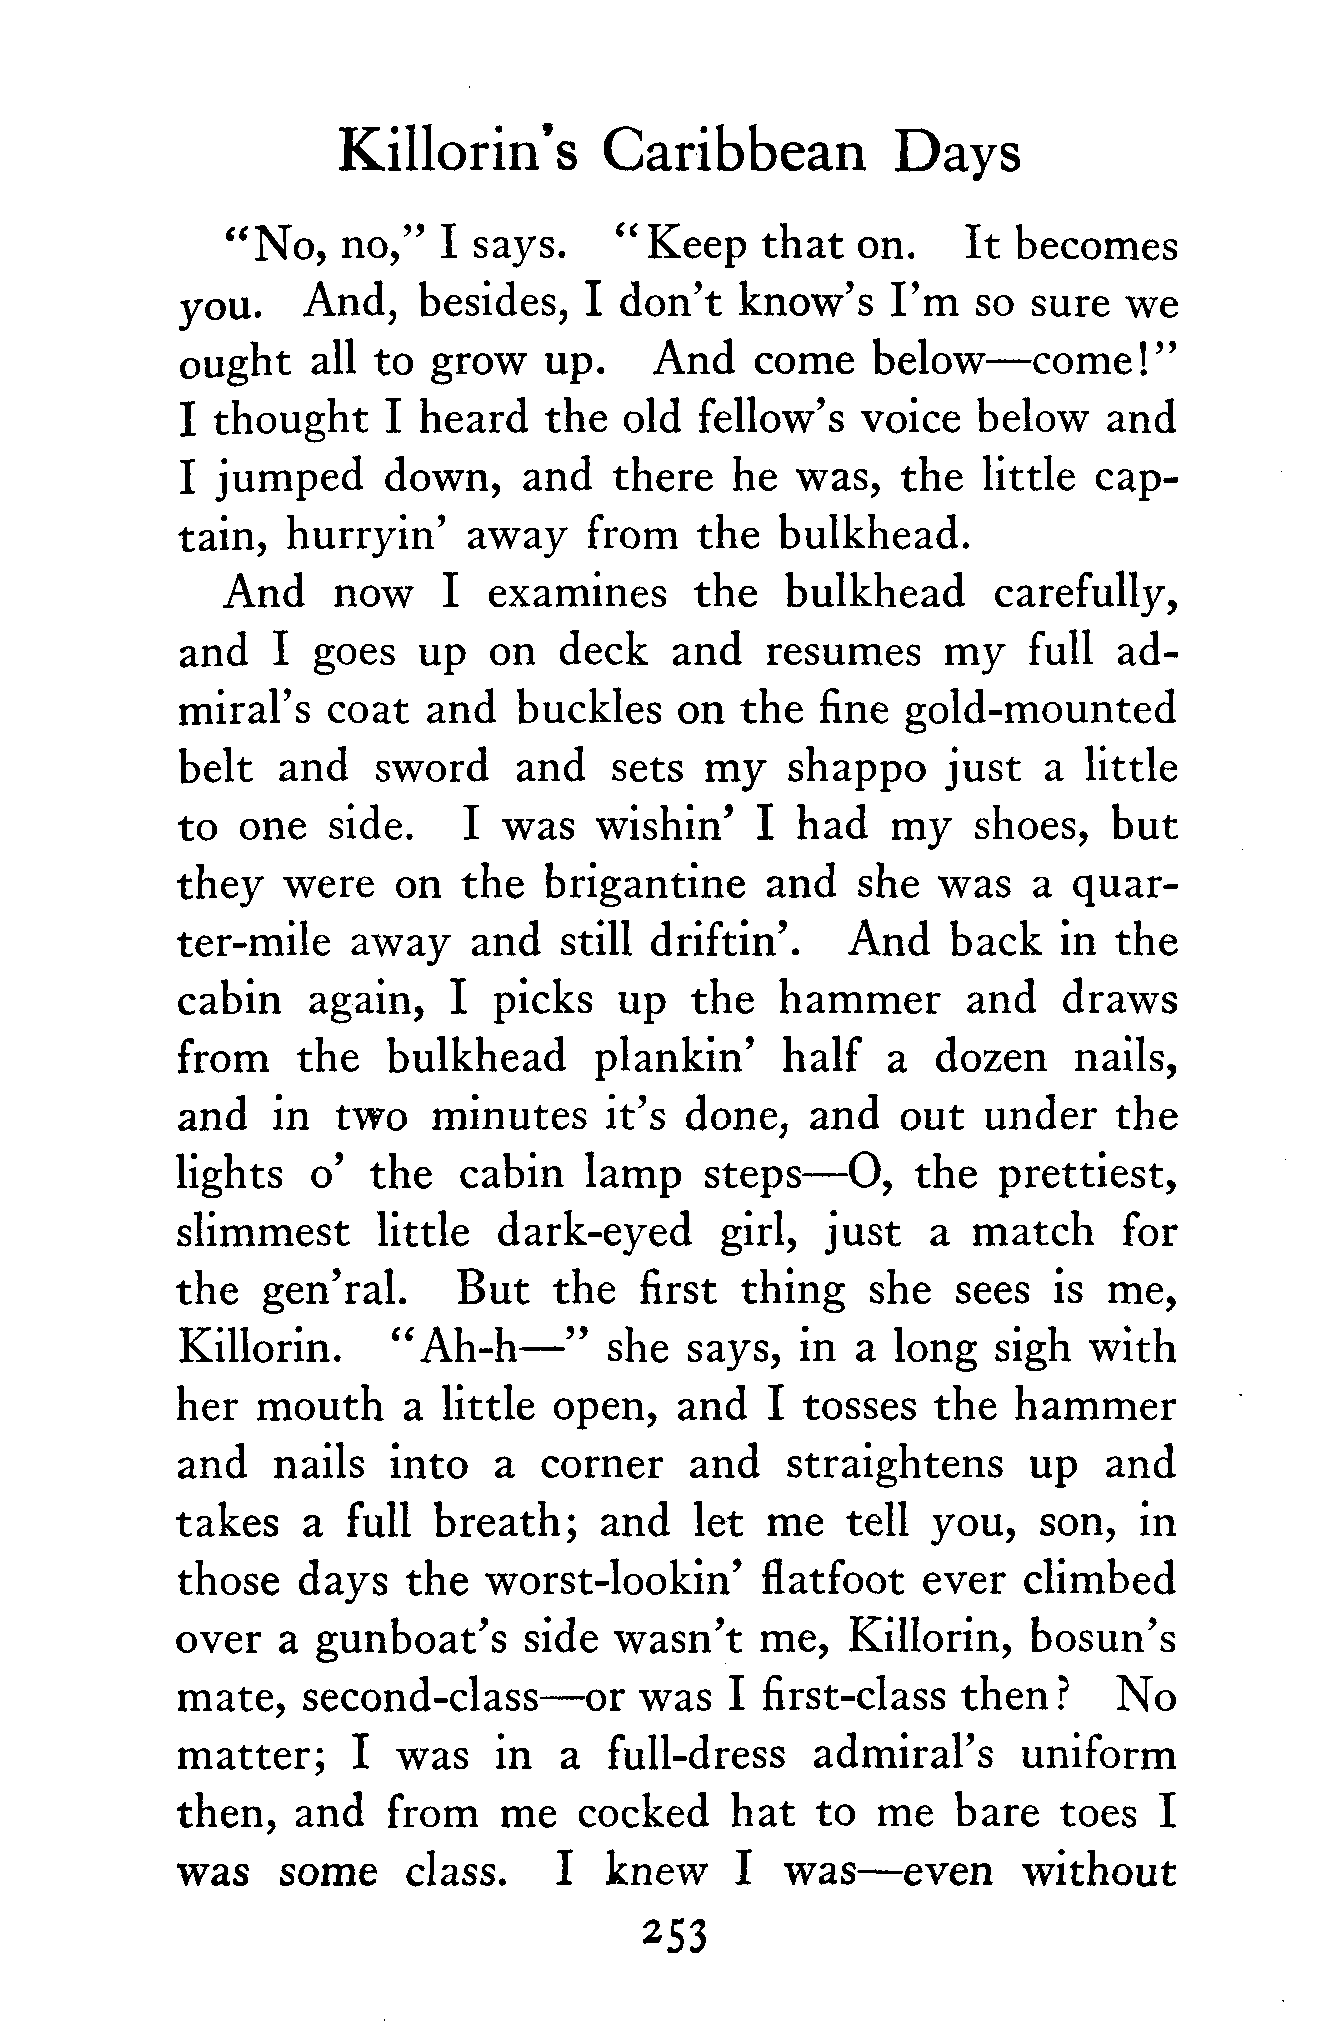 Killorin's Caribbean Days
“No, no,” I says. “Keep that on. It becomes
you. And, besides, I don't know's I'm so sure we
ought all to grow up. And come below—come!”
I thought I heard the old fellow's voice below and
I jumped down, and there he was, the little cap-
tain, hurryin' away from the bulkhead.
And now I examines the bulkhead carefully,
and I goes up on deck and resumes my full ad-
miral's coat and buckles on the fine gold-mounted
belt and sword and sets my shappo just a little
to one side. I was wishin' I had my shoes, but
they were on the brigantine and she was a quar-
ter-mile away and still driftin'. And back in the
cabin again, I picks up the hammer and draws
from the bulkhead plankin' half a dozen nails,
and in two minutes it's done, and out under the
lights o' the cabin lamp steps—O, the prettiest,
slimmest little dark-eyed girl, just a match for
the gen'ral. But the first thing she sees is me,
Killorin. “Ah-h—” she says, in a long sigh with
her mouth a little open, and I tosses the hammer
and nails into a corner and straightens up and
takes a full breath; and let me tell you, son, in
those days the worst-lookin' flatfoot ever climbed
over a gunboat's side wasn't me, Killorin, bosun's
mate, second-class—or was I first-class then? No
matter; I was in a full-dress admiral's uniform
then, and from me cocked hat to me bare toes I
was some class. I knew I was—even without
253